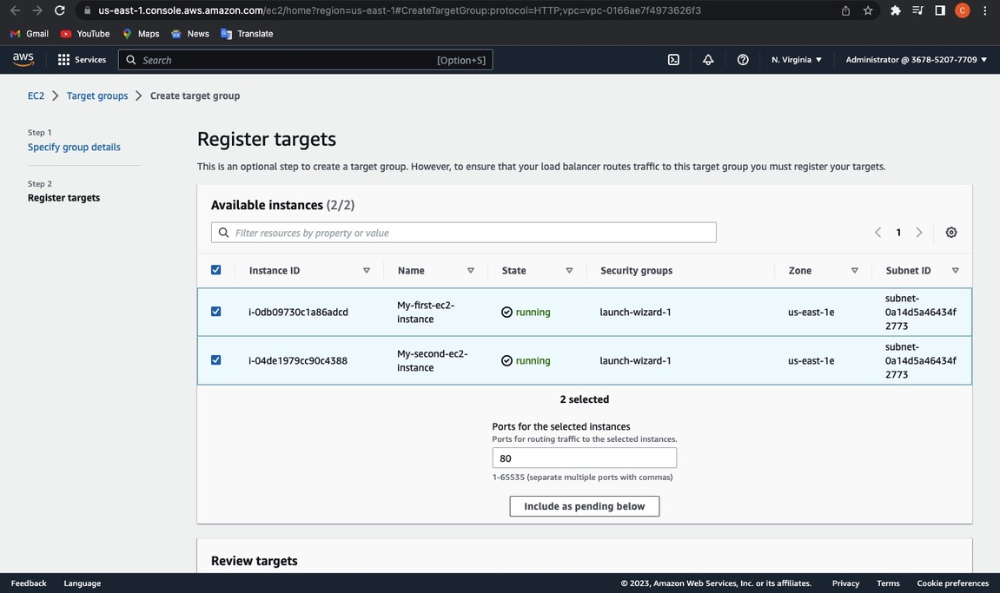 us-east-1.console.aws.amazon.com/ec2/home?region=us-east-1#CreateTargetGroup:protocol=HTTP;vpc=vpc-0166ae7f4973626f3
C
Gmail YouTube Maps News Translate
aws Services Search [Option+S] N. Virginia Administrator @ 3678-5207-7709
EC2 Target groups Create target group
Step 1
Specify group details
Step 2
Register targets
Register targets
This is an optional step to create a target group. However, to ensure that your load balancer routes traffic to this target group you must register your targets.
Available instances (2/2)
Filter resources by property or value
1
Instance ID Name State Security groups Zone Subnet ID
i-0db09730c1a86adcd My-first-ec2-instance running launch-wizard-1 us-east-1e subnet-0a14d5a46434f2773
i-04de1979cc90c4388 My-second-ec2-instance running launch-wizard-1 us-east-1e subnet-0a14d5a46434f2773
2 selected
Ports for the selected instances
Ports for routing traffic to the selected instances.
80
1-65535 (separate multiple ports with commas)
Include as pending below
Review targets
Feedback Language © 2023, Amazon Web Services, Inc. or its affiliates. Privacy Terms Cookie preferences